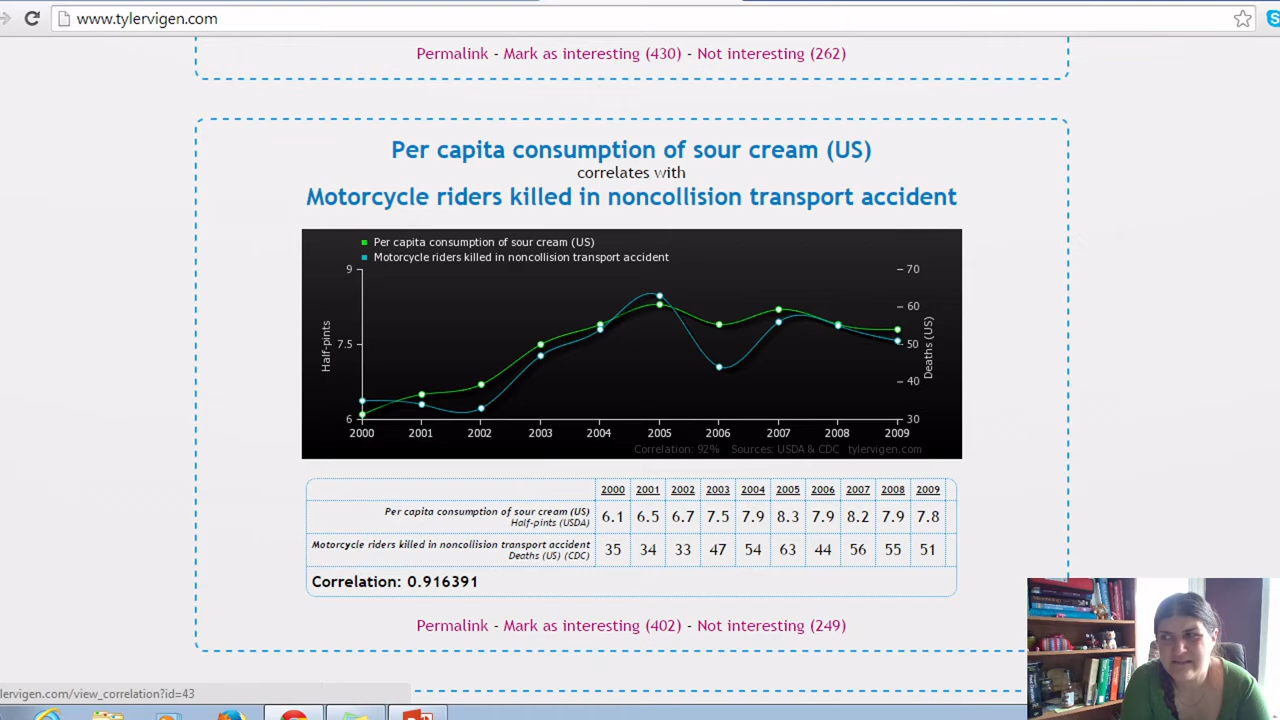 www.tylervigen.com
Permalink - Mark as interesting (430) - Not interesting (262)
Per capita consumption of sour cream (US)
correlates with
Motorcycle riders killed in noncollision transport accident
Per capita consumption of sour cream (US)
Motorcycle riders killed in noncollision transport accident
9
7.5
6
Half-pints
70
60
50
40
30
Deaths (US)
2000 2001 2002 2003 2004 2005 2006 2007 2008 2009
Correlation: 92% Sources: USDA & CDC tylervigen.com
2000 2001 2002 2003 2004 2005 2006 2007 2008 2009
Per capita consumption of sour cream (US)
Half-pints (USDA)
6.1 6.5 6.7 7.5 7.9 8.3 7.9 8.2 7.9 7.8
Motorcycle riders killed in noncollision transport accident
Deaths (US) (CDC)
35 34 33 47 54 63 44 56 55 51
Correlation: 0.916391
Permalink - Mark as interesting (402) - Not interesting (249)
lervigen.com/view_correlation?id=43